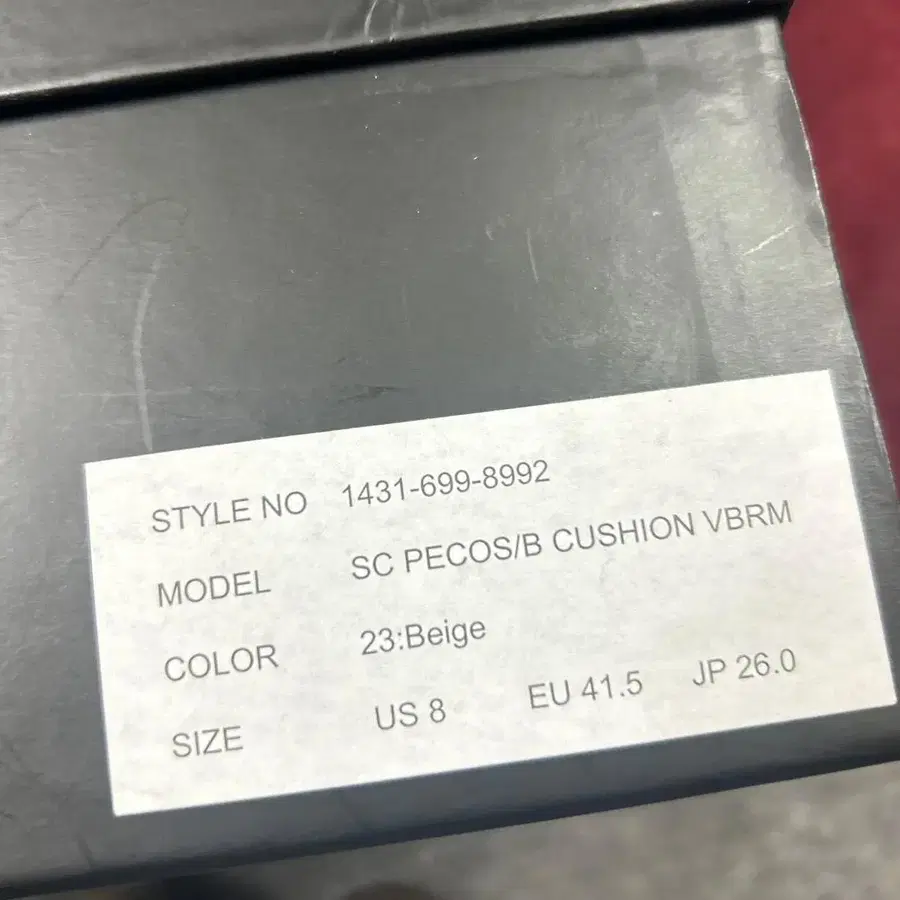 STYLE NO 1431-699-8992
MODEL SC PECOS/B CUSHION VBRM
COLOR 23:Beige
SIZE US 8 EU 41.5 JP 26.0